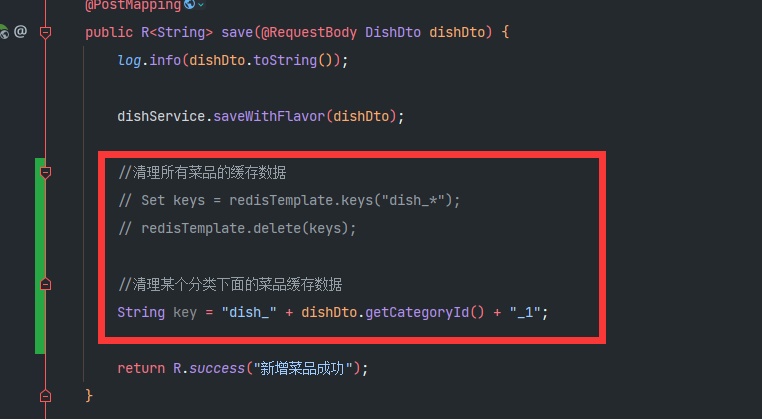 @PostMapping
public R<String> save(@RequestBody DishDto dishDto) {
log.info(dishDto.toString());
dishService.saveWithFlavor(dishDto);
//清理所有菜品的缓存数据
// Set keys = redisTemplate.keys("dish_*");
// redisTemplate.delete(keys);
//清理某个分类下面的菜品缓存数据
String key = "dish_" + dishDto.getCategoryId() + "_1";
return R.success("新增菜品成功");
}